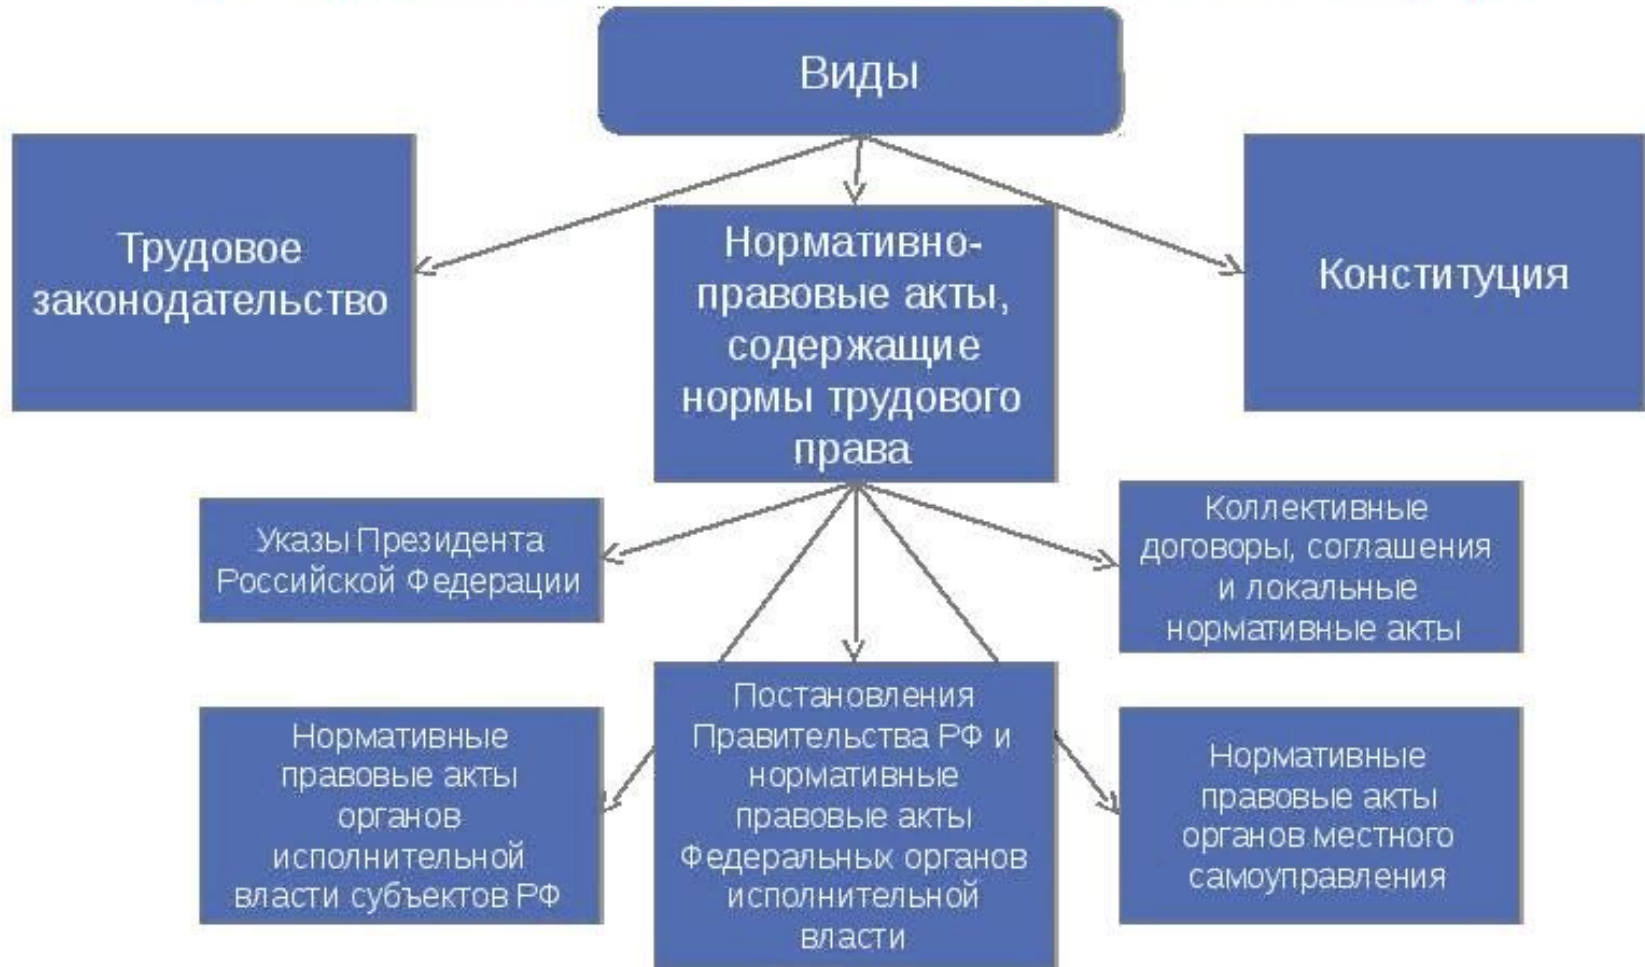 Виды
Трудовое
законодательство
Нормативно-
правовые акты,
содержащие
нормы трудового
права
Конституция
Указы Президента
Российской Федерации
Коллективные
договоры, соглашения
и локальные
нормативные акты
Нормативные
правовые акты
органов
исполнительной
власти субъектов РФ
Постановления
Правительства РФ и
нормативные
правовые акты
Федеральных органов
исполнительной
власти
Нормативные
правовые акты
органов местного
самоуправления